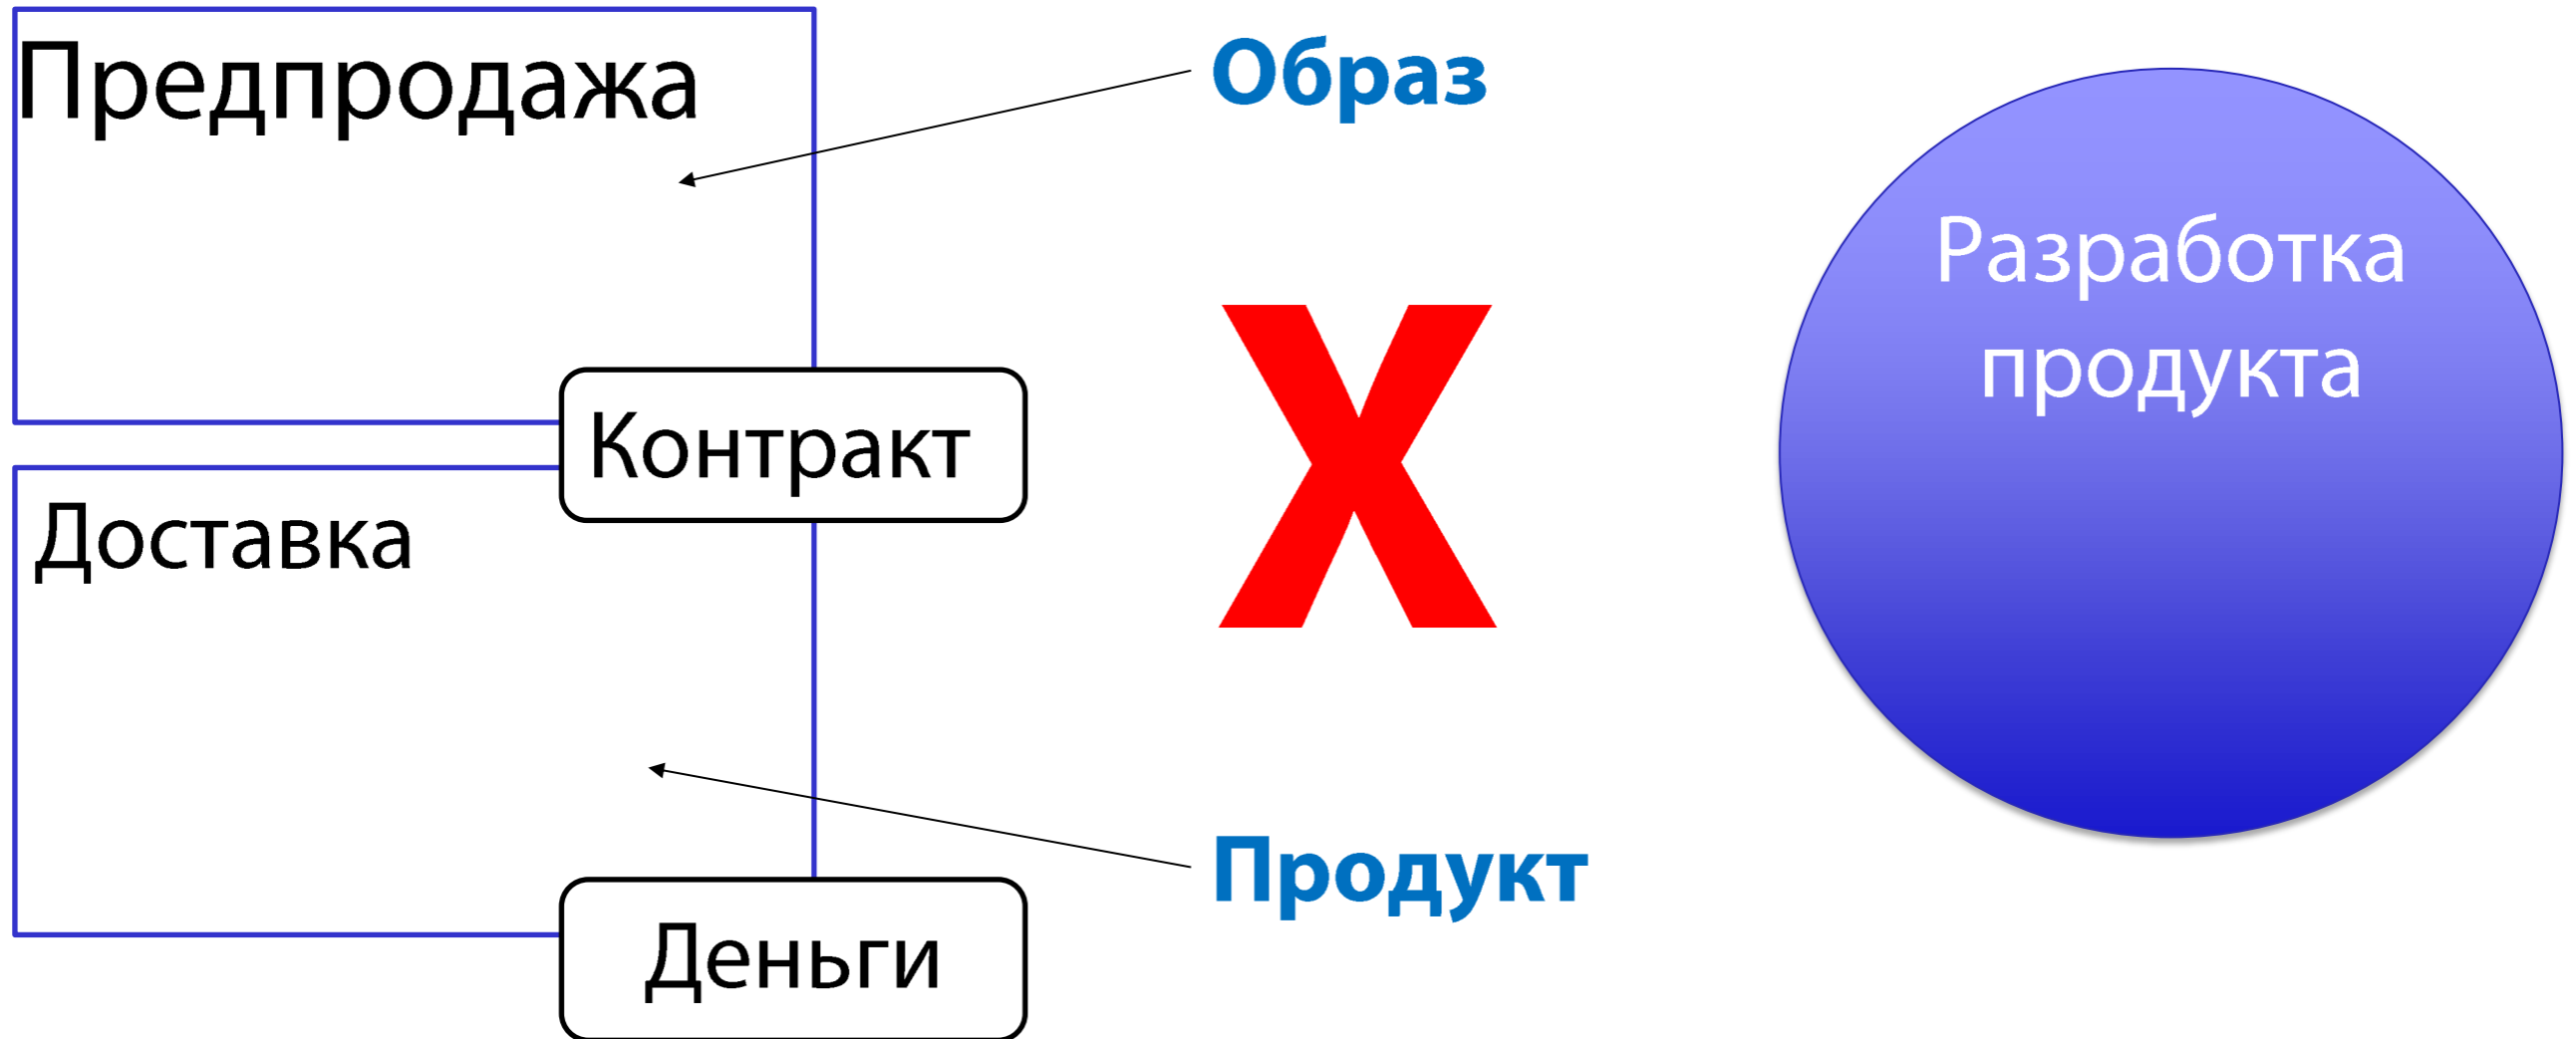 Предпродажа
Образ
Контракт
Доставка
X
Продукт
Деньги
Разработка
продукта